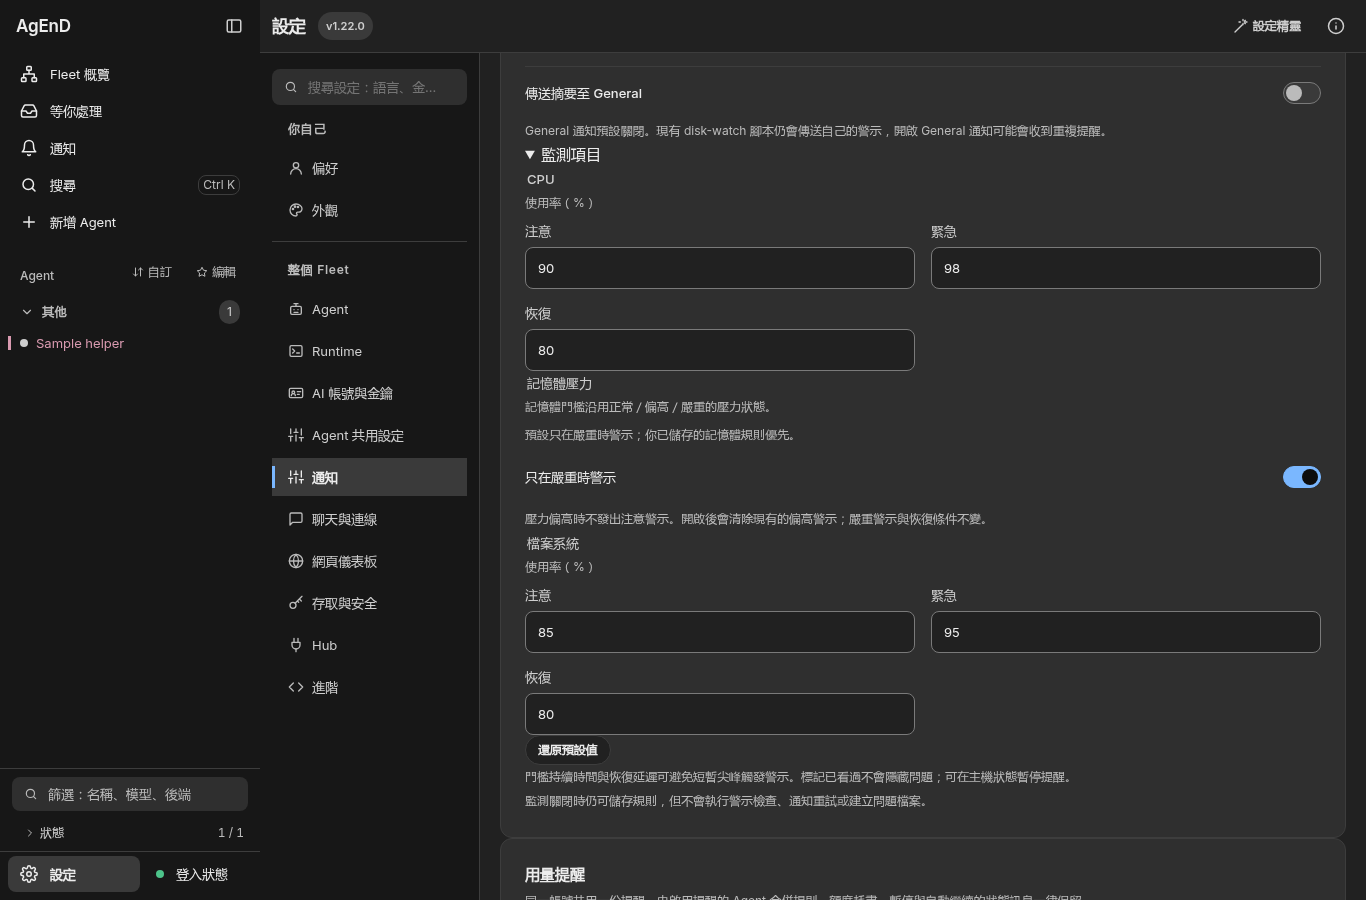 AgEnD
設定
v1.22.0
設定精靈
Fleet 概覽
等你處理
通知
搜尋
Ctrl K
新增 Agent
Agent
自訂
編輯
其他
1
Sample helper
篩選：名稱、模型、後端
狀態
1 / 1
設定
登入狀態
搜尋設定：語言、金...
你自己
偏好
外觀
整個 Fleet
Agent
Runtime
AI 帳號與金鑰
Agent 共用設定
通知
聊天與連線
網頁儀表板
存取與安全
Hub
進階
傳送摘要至 General
General 通知預設關閉。現有 disk-watch 腳本仍會傳送自己的警示，開啟 General 通知可能會收到重複提醒。
▼ 監測項目
CPU
使用率（%）
注意
緊急
90
98
恢復
80
記憶體壓力
記憶體門檻沿用正常 / 偏高 / 嚴重的壓力狀態。
預設只在嚴重時警示；你已儲存的記憶體規則優先。
只在嚴重時警示
壓力偏高時不發出注意警示。開啟後會清除現有的偏高警示；嚴重警示與恢復條件不變。
檔案系統
使用率（%）
注意
緊急
85
95
恢復
80
還原預設值
門檻持續時間與恢復延遲可避免短暫尖峰觸發警示。標記已看過不會隱藏問題；可在主機狀態暫停提醒。
監測關閉時仍可儲存規則，但不會執行警示檢查、通知重試或建立問題檔案。
用量提醒